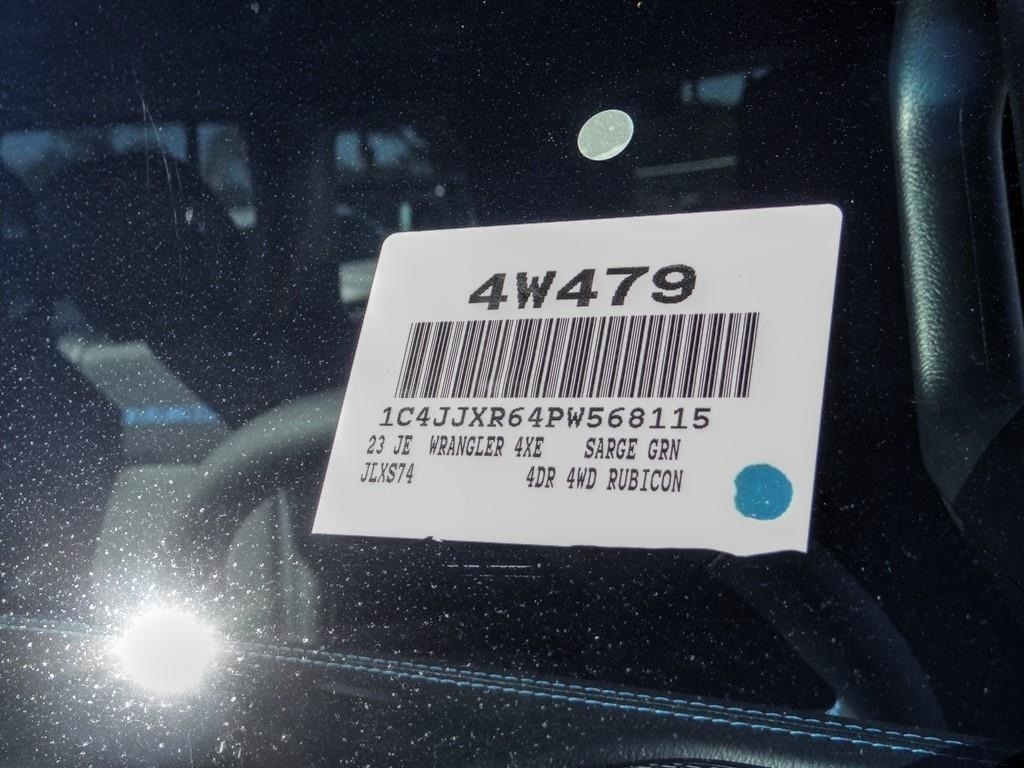 4W479
1C4JJXR64PW568115
23 JE WRANGLER 4XE SARGE GRN
JLXS74 4DR 4WD RUBICON